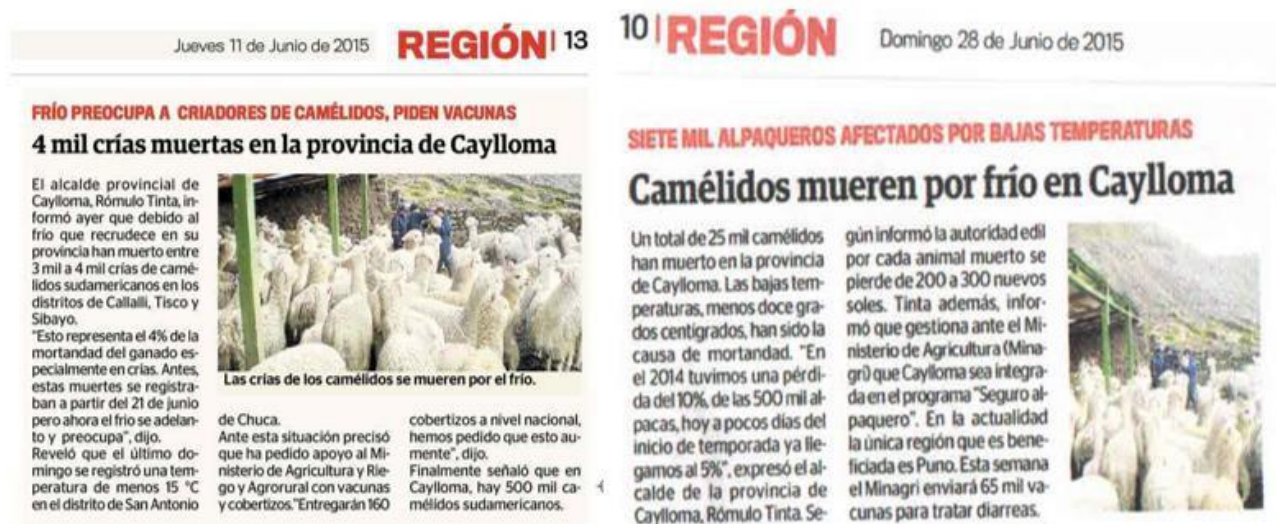 Jueves 11 de Junio de 2015 REGIÓN| 13
FRÍO PREOCUPA A CRIADORES DE CAMÉLIDOS, PIDEN VACUNAS
4 mil crías muertas en la provincia de Caylloma
El alcalde provincial de
Caylloma, Rómulo Tinta, in-
formó ayer que debido al
frío que recrudece en su
provincia han muerto entre
3 mil a 4 mil crías de camé-
lidos sudamericanos en los
distritos de Callalli, Tisco y
Sibayo.
"Esto representa el 4% de la
mortandad del ganado es-
pecialmente en crías. Antes,
estas muertes se registra-
ban a partir del 21 de junio
pero ahora el frío se adelan-
to y preocupa", dijo.
Reveló que el último do-
mingo se registró una tem-
peratura de menos 15 °C
en el distrito de San Antonio
Las crías de los camélidos se mueren por el frío.
de Chuca.
Ante esta situación precisó
que ha pedido apoyo al Mi-
nisterio de Agricultura y Rie-
go y Agrorural con vacunas
y cobertizos. "Entregarán 160
cobertizos a nivel nacional,
hemos pedido que esto au-
mente", dijo.
Finalmente señaló que en
Caylloma, hay 500 mil ca-
mélidos sudamericanos.
10 | REGIÓN Domingo 28 de Junio de 2015
SIETE MIL ALPAQUEROS AFECTADOS POR BAJAS TEMPERATURAS
Camélidos mueren por frío en Caylloma
Un total de 25 mil camélidos
han muerto en la provincia
de Caylloma. Las bajas tem-
peraturas, menos doce gra-
dos centigrados, han sido la
causa de mortandad. "En
el 2014 tuvimos una pérdi-
da del 10%, de las 500 mil al-
pacas, hoy a pocos días del
inicio de temporada ya lle-
gamos al 5%", expresó el al-
calde de la provincia de
Caylloma, Rómulo Tinta. Se-
gún informó la autoridad edil
por cada animal muerto se
pierde de 200 a 300 nuevos
soles. Tinta además, infor-
mó que gestiona ante el Mi-
nisterio de Agricultura (Mina-
gri) que Caylloma sea integra-
da en el programa "Seguro al-
paquero". En la actualidad
la única región que es bene-
ficiada es Puno. Esta semana
el Minagri enviará 65 mil va-
cunas para tratar diarreas.